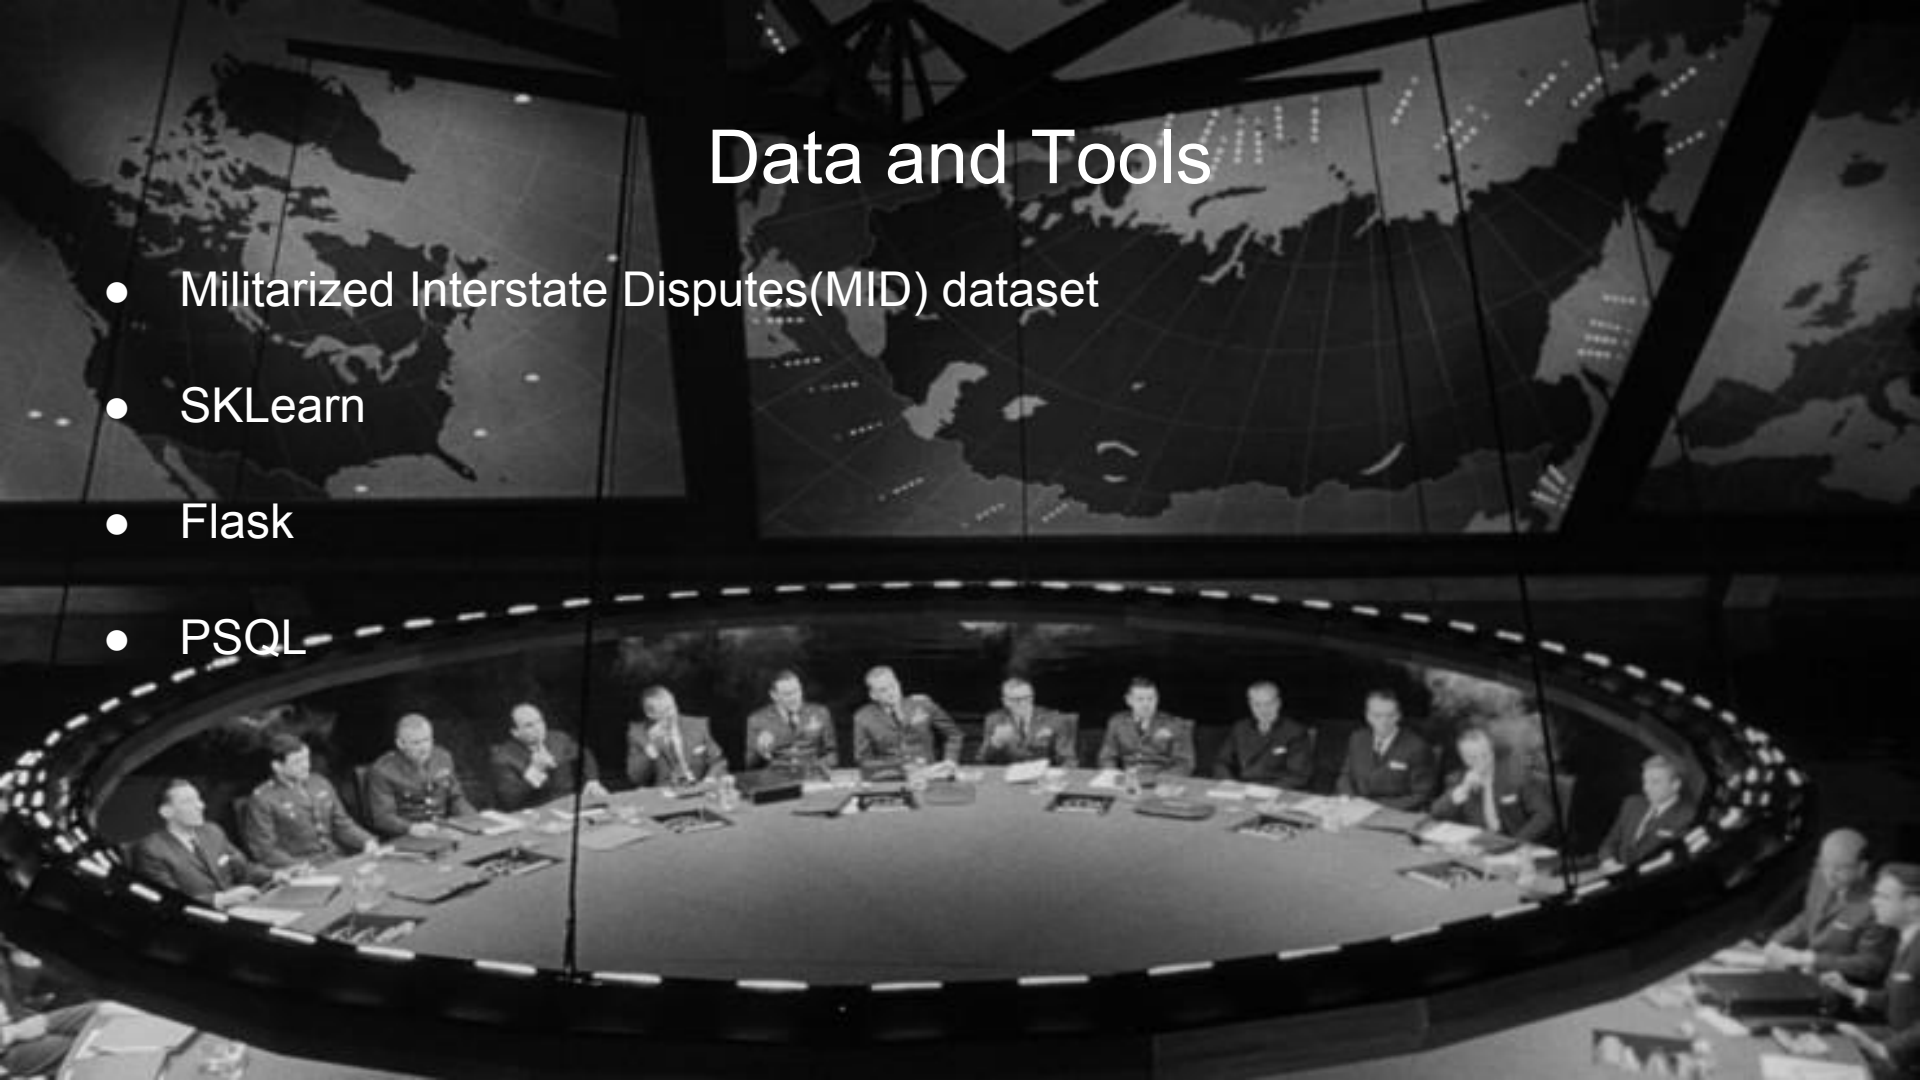 Data and Tools
● Militarized Interstate Disputes(MID) dataset
● SKLearn
● Flask
● PSQL